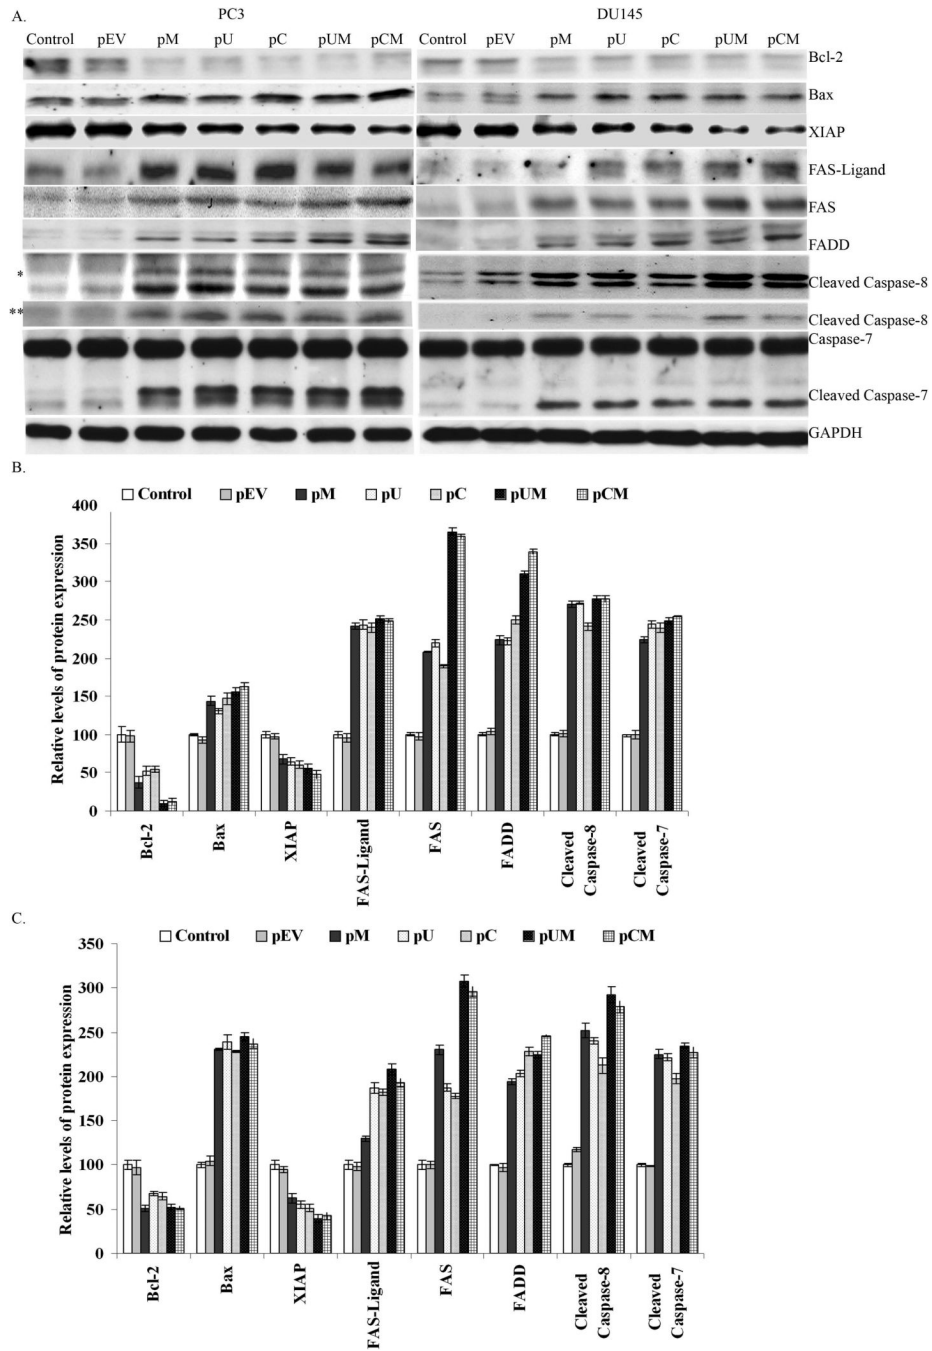 A.
PC3 DU145
Control pEV pM pU pC pUM pCM Control pEV pM pU pC pUM pCM
Bcl-2
Bax
XIAP
FAS-Ligand
FAS
FADD
* Cleaved Caspase-8
** Cleaved Caspase-8
Caspase-7
Cleaved Caspase-7
GAPDH
B.
Control pEV pM pU pC pUM pCM
Relative levels of protein expression
400
350
300
250
200
150
100
50
0
Bcl-2
Bax
XIAP
FAS-Ligand
FAS
FADD
Cleaved
Caspase-8
Cleaved
Caspase-7
C.
Control pEV pM pU pC pUM pCM
Relative levels of protein expression
350
300
250
200
150
100
50
0
Bcl-2
Bax
XIAP
FAS-Ligand
FAS
FADD
Cleaved
Caspase-8
Cleaved
Caspase-7